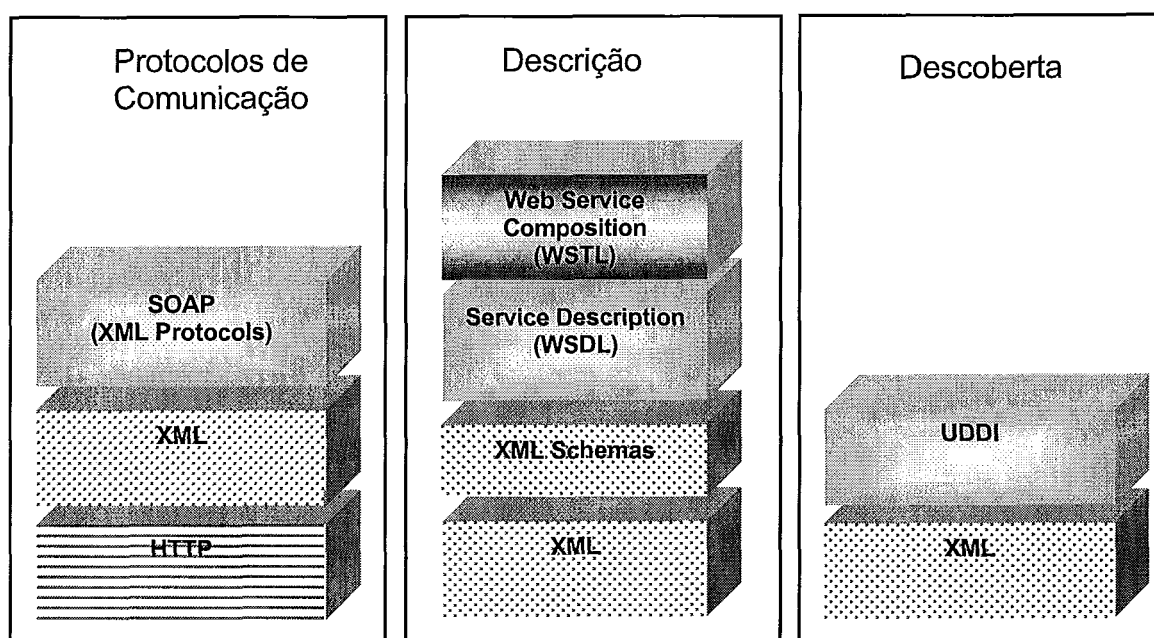 Protocolos de
Comunicação
SOAP
(XML Protocols)
XML
HTTP
Descrição
Web Service
Composition
(WSTL)
Service Description
(WSDL)
XML Schemas
XML
Descoberta
UDDI
XML